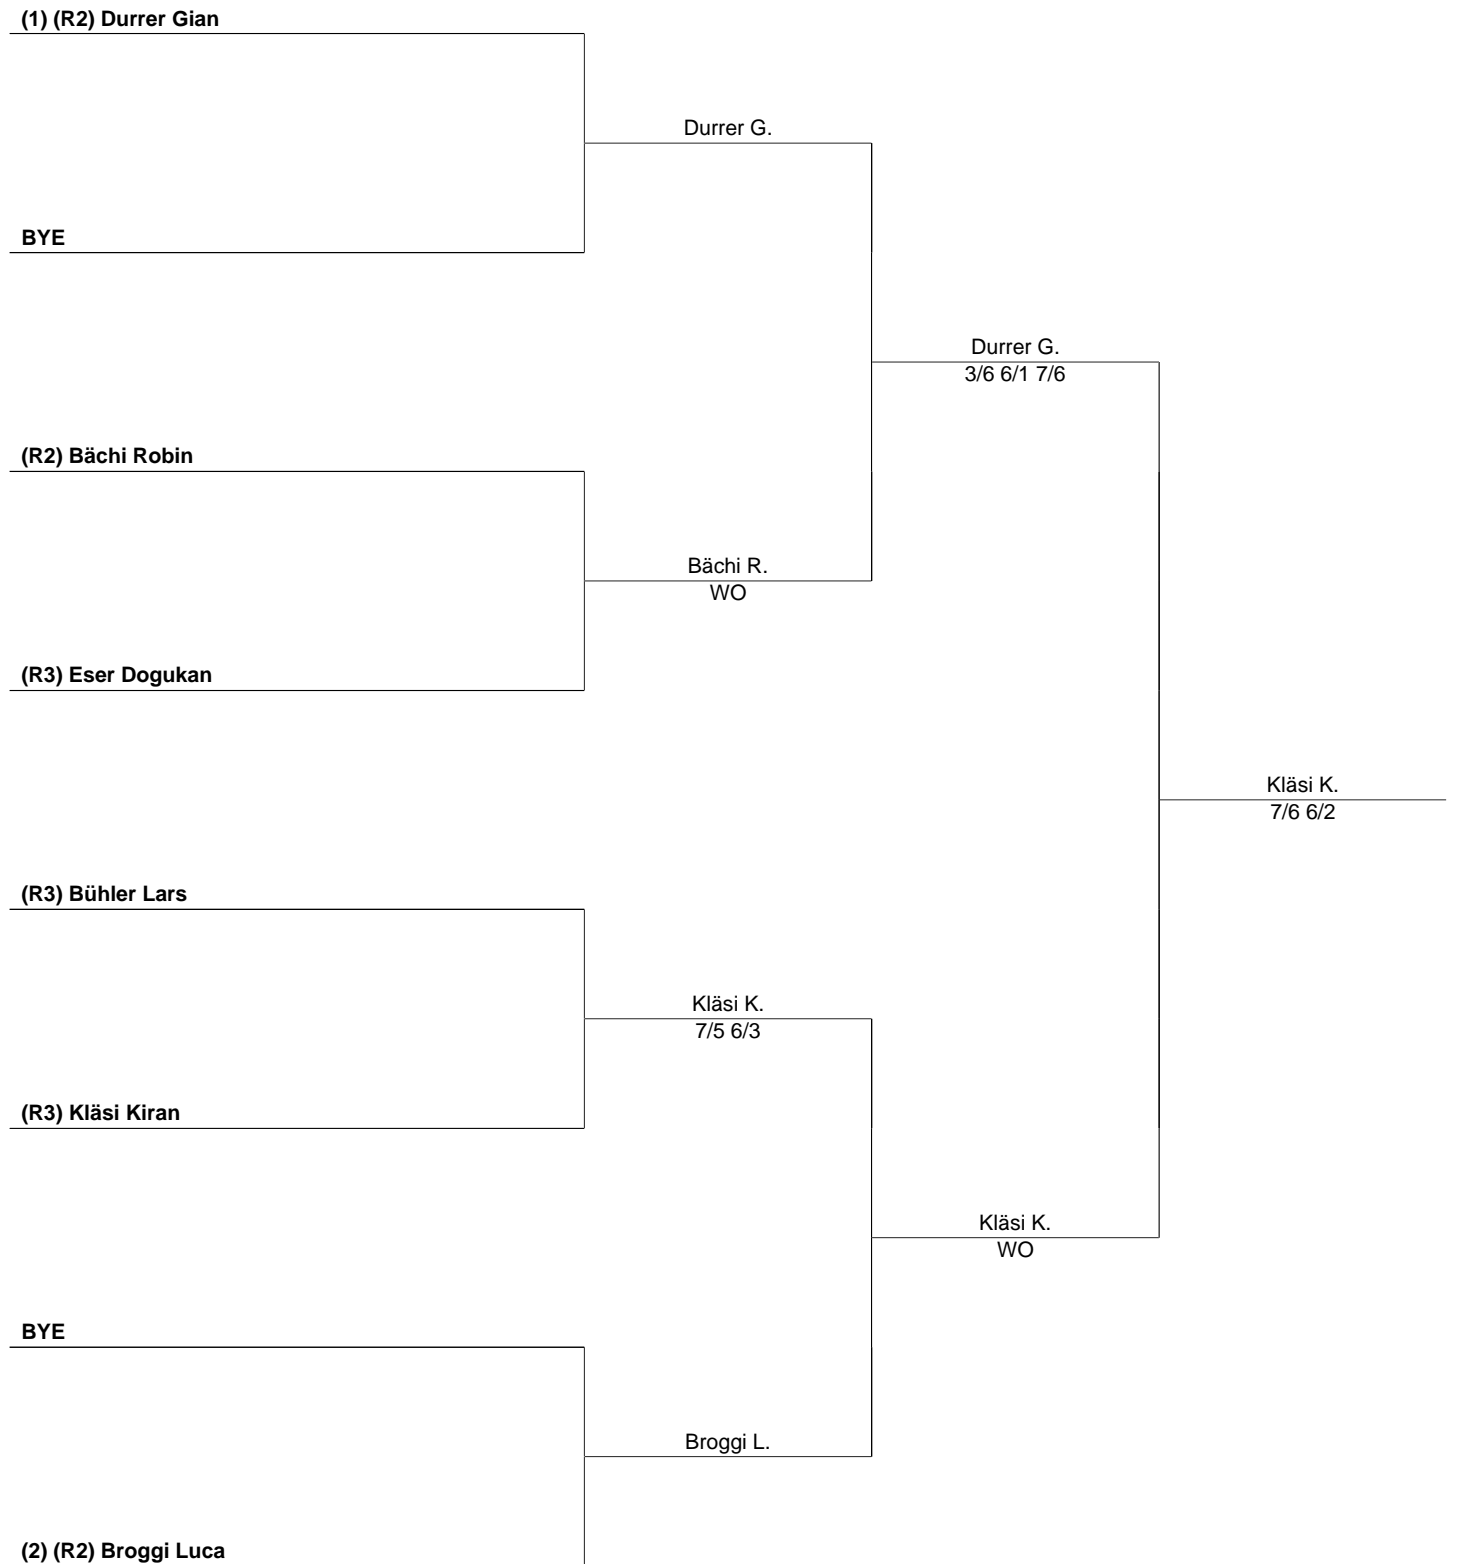 (1) (R2) Durrer Gian
Durrer G.
BYE
Durrer G.
3/6 6/1 7/6
(R2) Bächi Robin
Bächi R.
WO
(R3) Eser Dogukan
Kläsi K.
7/6 6/2
(R3) Bühler Lars
Kläsi K.
7/5 6/3
(R3) Kläsi Kiran
Kläsi K.
WO
BYE
Broggi L.
(2) (R2) Broggi Luca